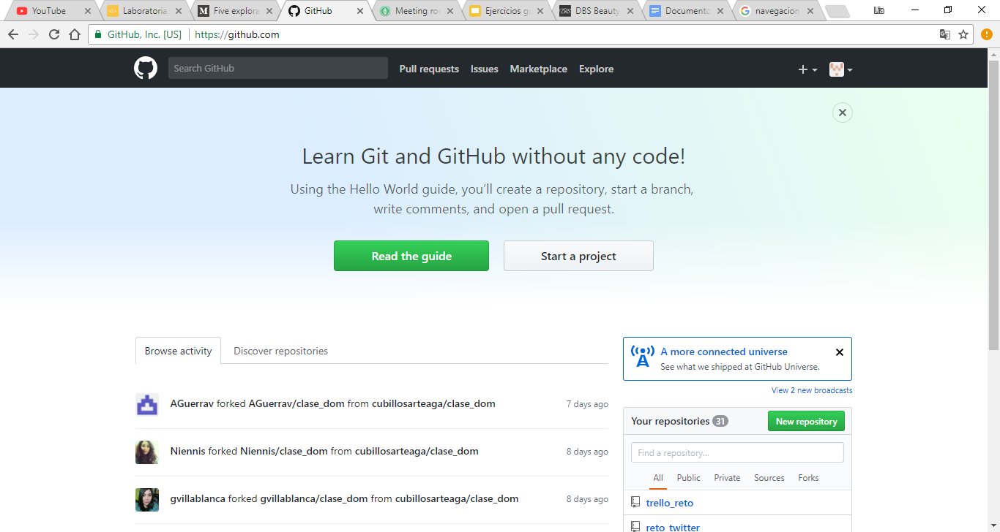 YouTube
Laboratoria
Five explora
GitHub
Meeting ro
Ejercicios gu
DBS Beauty
Documento
navegacion
GitHub, Inc. [US] https://github.com
Search GitHub
Pull requests Issues Marketplace Explore
Learn Git and GitHub without any code!
Using the Hello World guide, you’ll create a repository, start a branch,
write comments, and open a pull request.
Read the guide Start a project
Browse activity Discover repositories
A more connected universe
See what we shipped at GitHub Universe.
View 2 new broadcasts
AGuerrav forked AGuerrav/clase_dom from cubillosarteaga/clase_dom 7 days ago
Niennis forked Niennis/clase_dom from cubillosarteaga/clase_dom 8 days ago
gvillablanca forked gvillablanca/clase_dom from cubillosarteaga/clase_dom 8 days ago
Your repositories 31 New repository
Find a repository...
All Public Private Sources Forks
trello_reto
reto_twitter